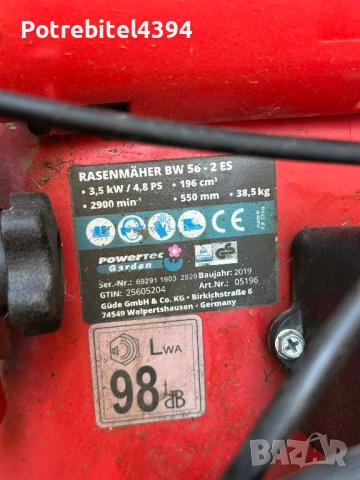 Potrebitel4394
RASENMÄHER BW 56 - 2 ES
• 3,5 kW / 4,8 PS • 196 cm³
• 2900 min⁻¹ • 550 mm • 38,5 kg
CE
POWERTEC
Garden
Ser.-Nr.: 69291 1903 2929 Baujahr: 2019
GTIN: 25605204 Art.Nr.: 05196
Güde GmbH & Co. KG • Birkichstraße 6
74549 Wolpertshausen - Germany
LWA
98 dB
BAZAR